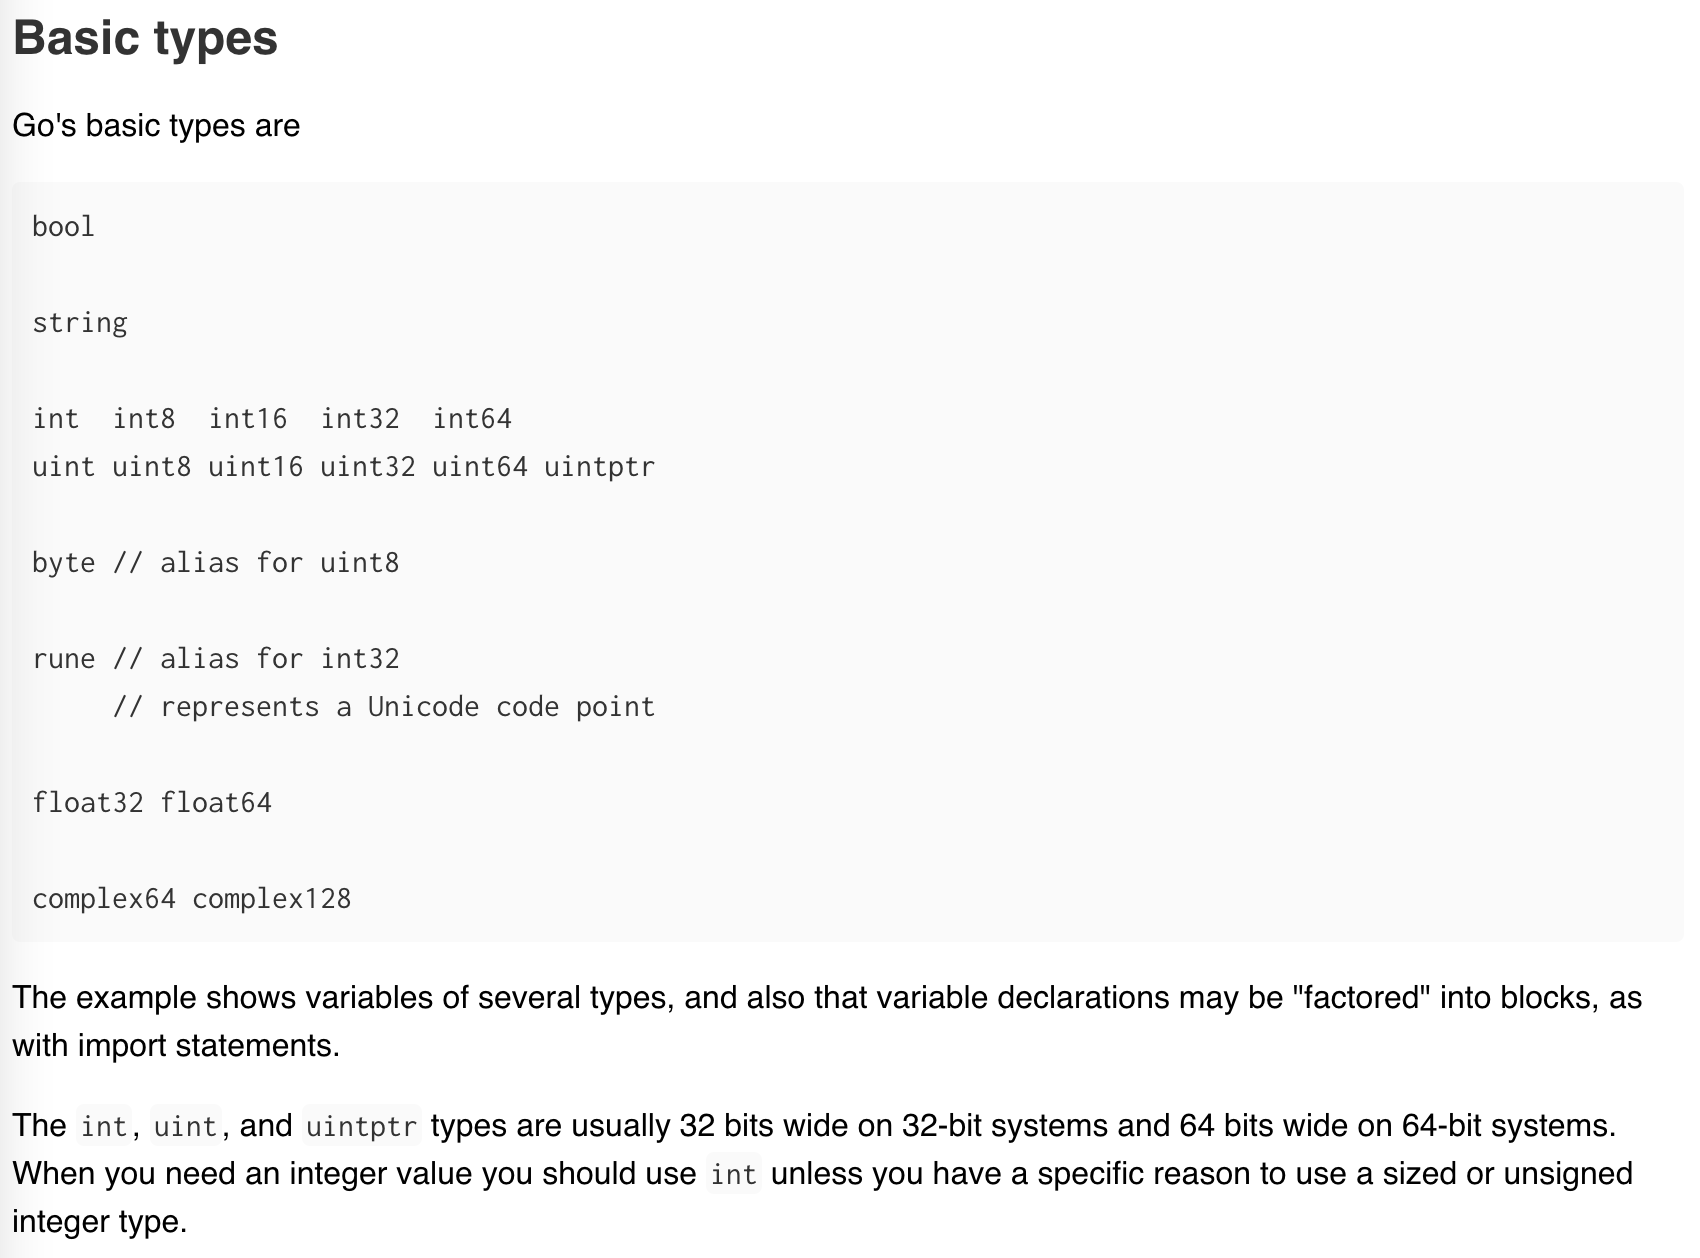 Basic types
Go's basic types are
bool
string
int  int8  int16  int32  int64
uint uint8 uint16 uint32 uint64 uintptr
byte // alias for uint8
rune // alias for int32
     // represents a Unicode code point
float32 float64
complex64 complex128
The example shows variables of several types, and also that variable declarations may be "factored" into blocks, as
with import statements.
The int, uint, and uintptr types are usually 32 bits wide on 32-bit systems and 64 bits wide on 64-bit systems.
When you need an integer value you should use int unless you have a specific reason to use a sized or unsigned
integer type.